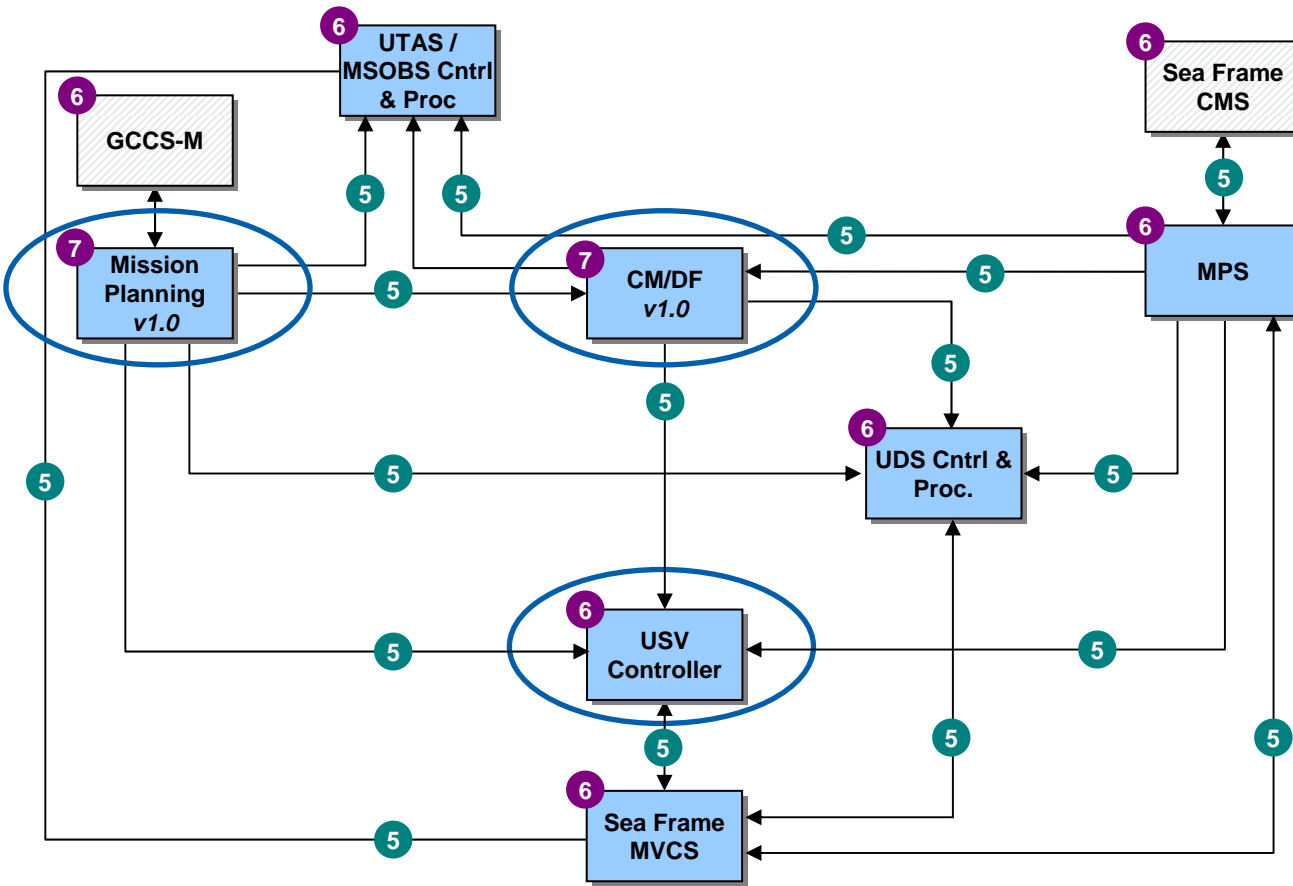 6
UTAS /
MSOBS Cntrl
& Proc
6
Sea Frame
CMS
6
GCCS-M
5
5
5
5
6
MPS
7
Mission
Planning
v1.0
5
7
CM/DF
v1.0
5
5
5
6
UDS Cntrl &
Proc.
5
5
5
6
USV
Controller
5
5
5
5
5
6
Sea Frame
MVCS
5